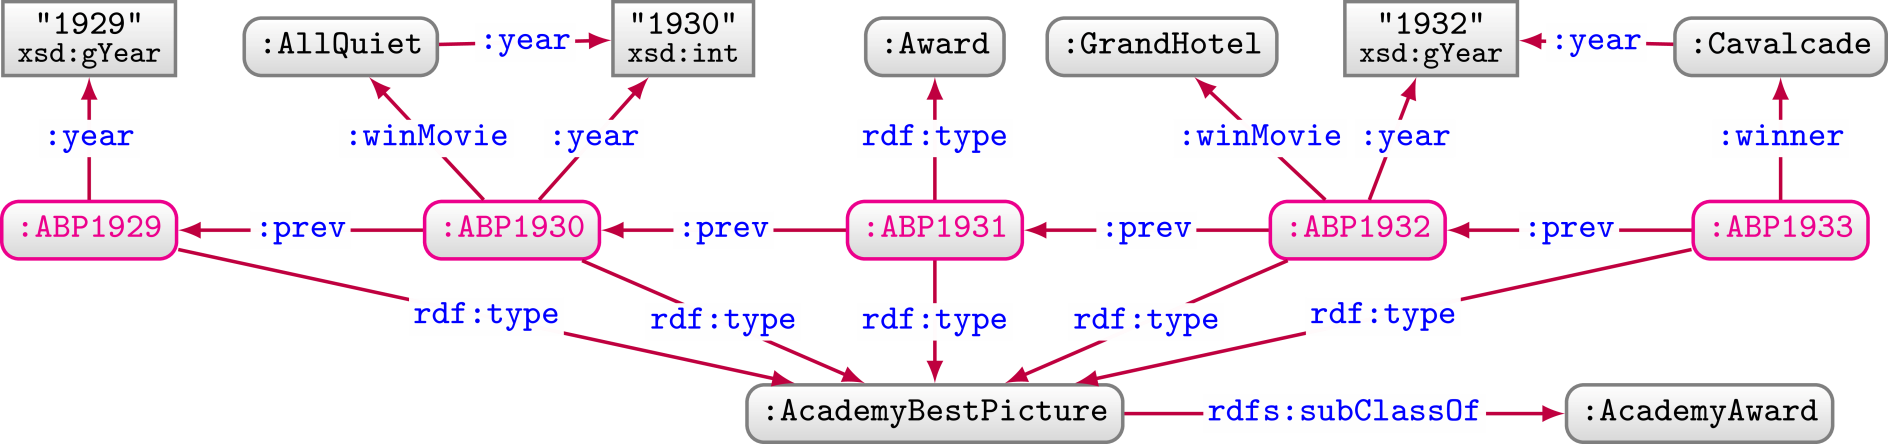 "1929"
xsd:gYear
:AllQuiet
:year
"1930"
xsd:int
:Award
:GrandHotel
"1932"
xsd:gYear
:year
:Cavalcade
:year
:winMovie
:year
rdf:type
:winMovie
:year
:winner
:ABP1929
:prev
:ABP1930
:prev
:ABP1931
:prev
:ABP1932
:prev
:ABP1933
rdf:type
rdf:type
rdf:type
rdf:type
rdf:type
:AcademyBestPicture
rdfs:subClassOf
:AcademyAward